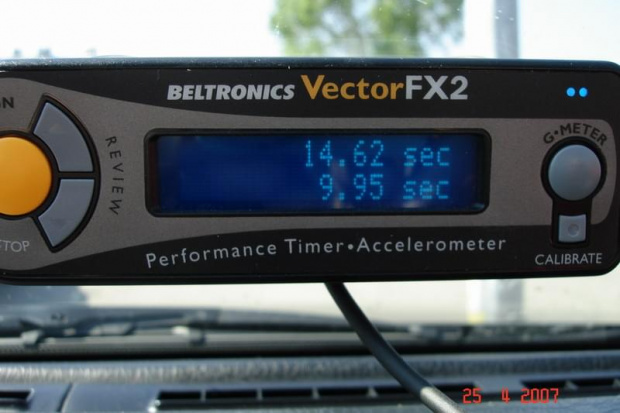 BELTRONICS VectorFX2
REVIEW
14.62 sec
9.95 sec
G-METER
Performance Timer•Accelerometer
CALIBRATE
25 4 2007